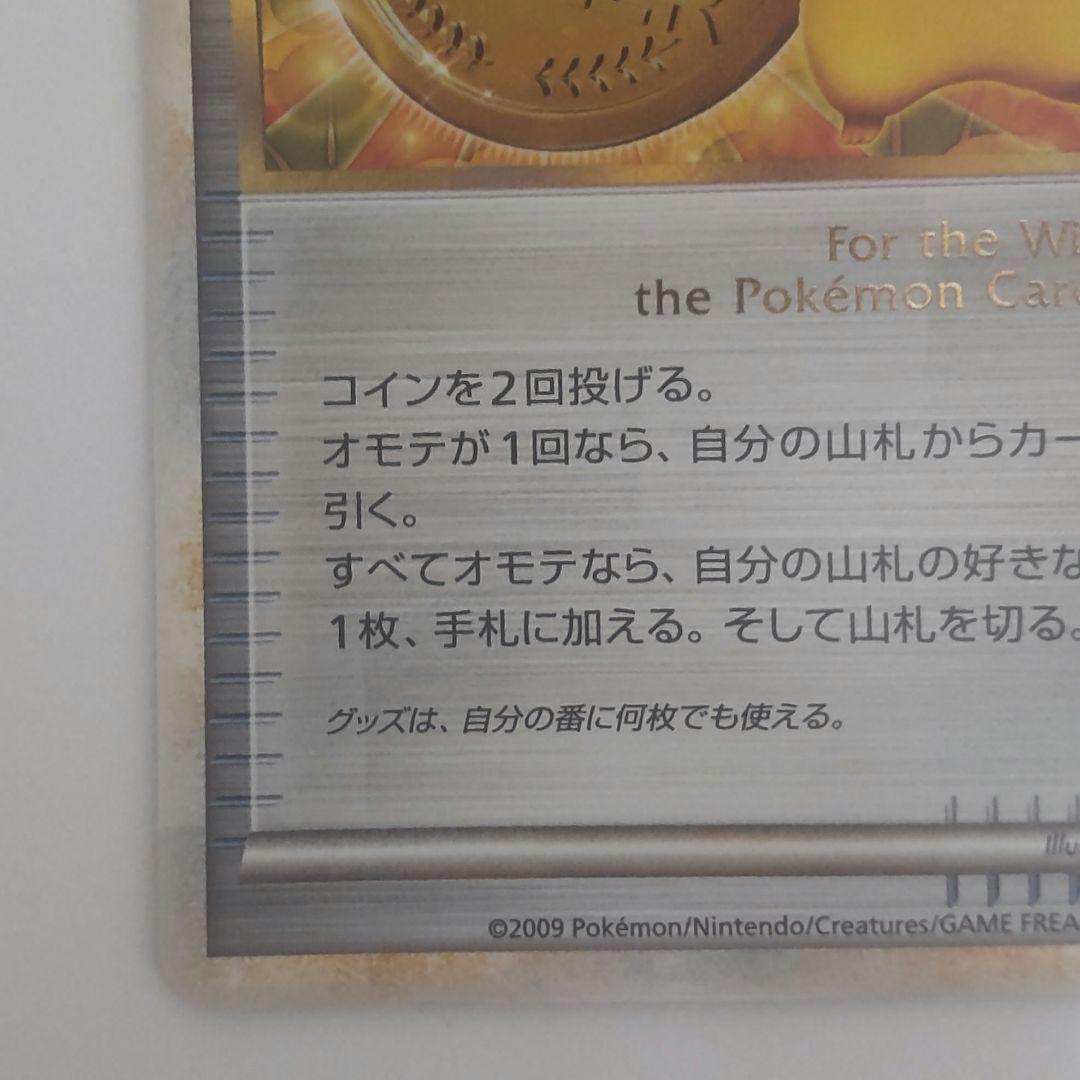 For the Wi
the Pokémon Car
コインを2回投げる。
オモテが1回なら、自分の山札からカー
引く。
すべてオモテなら、自分の山札の好きな
1枚、手札に加える。そして山札を切る。
グッズは、自分の番に何枚でも使える。
Illu
©2009 Pokémon/Nintendo/Creatures/GAME FREA